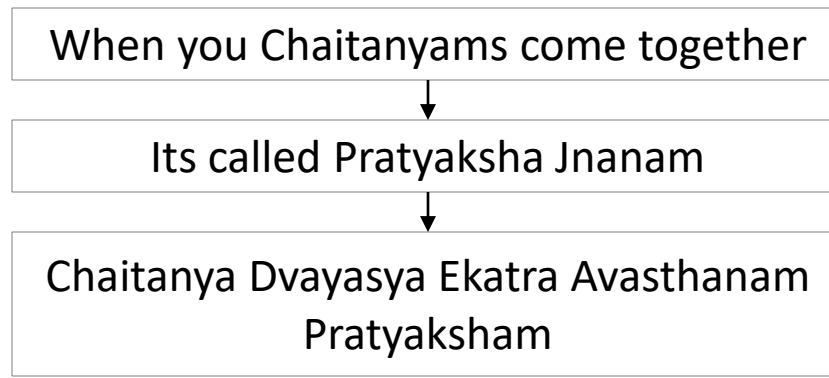 When you Chaitanyams come together
Its called Pratyaksha Jnanam
Chaitanya Dvayasya Ekatra Avasthanam
Pratyaksham